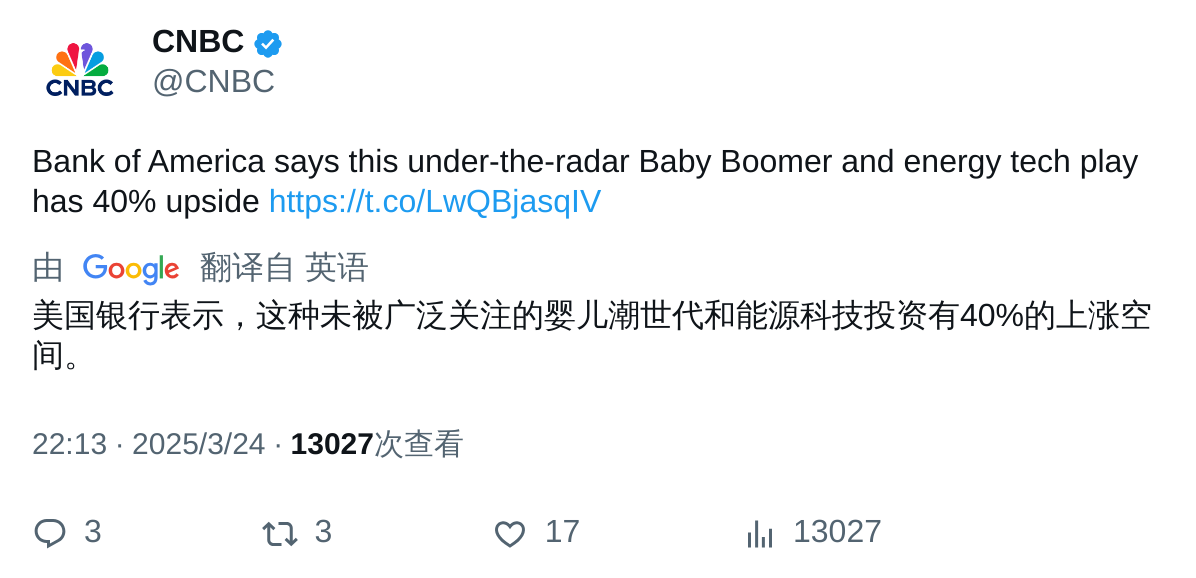 CNBC
CNBC
@CNBC
Bank of America says this under-the-radar Baby Boomer and energy tech play
has 40% upside https://t.co/LwQBjasqIV
由 Google 翻译自 英语
美国银行表示，这种未被广泛关注的婴儿潮世代和能源科技投资有40%的上涨空
间。
22:13 · 2025/3/24 · 13027次查看
3 3 17 13027